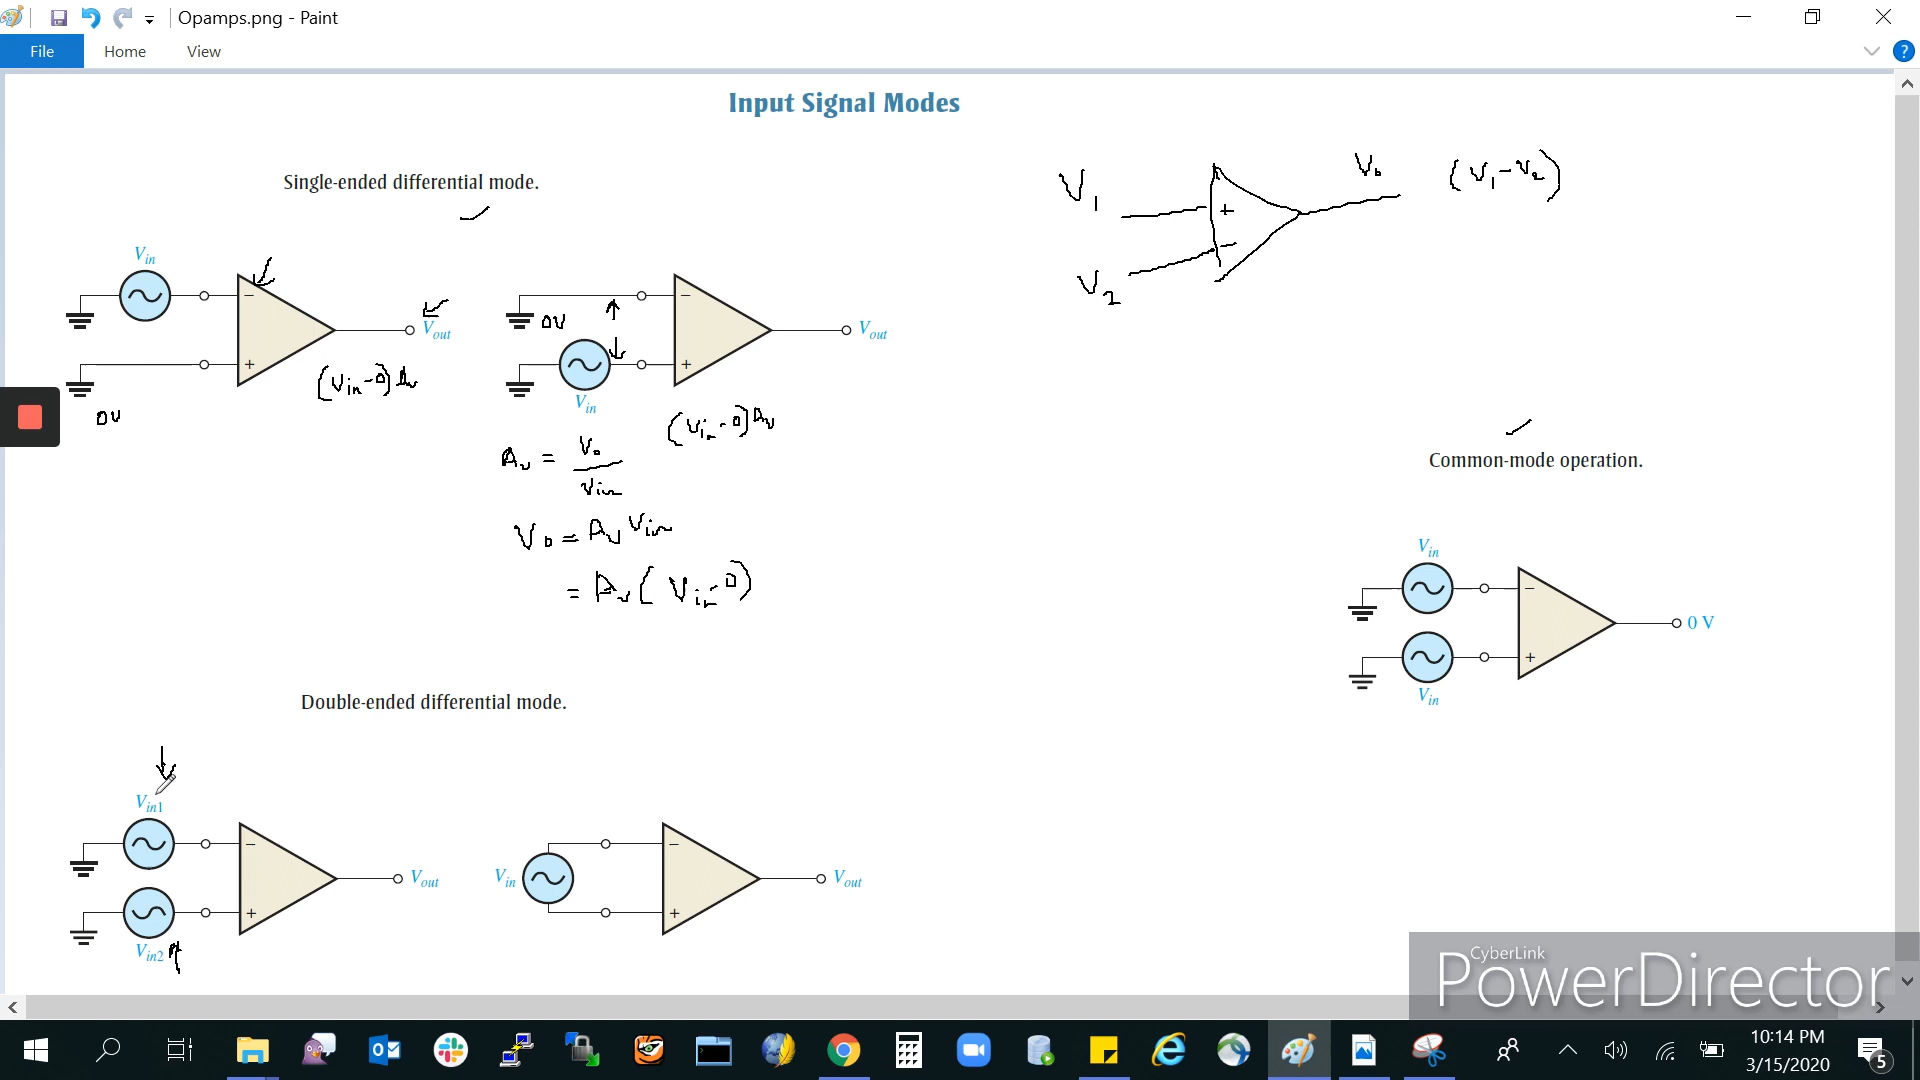 Opamps.png - Paint
File Home View
Input Signal Modes
Single-ended differential mode.
V1
V2
+
−
Vo (V1-V2)
Vin
−
+
Vout
(Vin-0)Av
0V
0V
Vin
−
+
Vout
(Vin-0)Av
Av = Vo/Vin
Vo = Av Vin
= Av(Vin-0)
Common-mode operation.
Vin
Vin
−
+
0 V
Double-ended differential mode.
Vin1
Vin2
−
+
Vout
Vin
−
+
Vout
CyberLink
PowerDirector
10:14 PM
3/15/2020
5